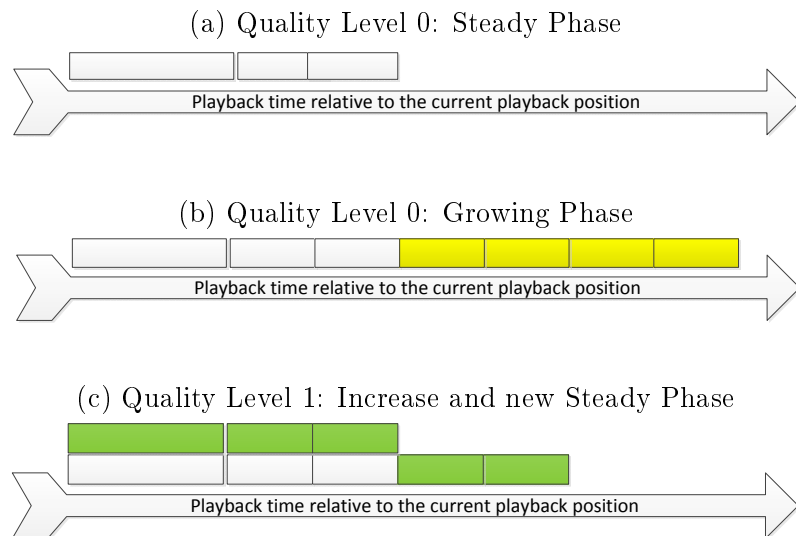 (a) Quality Level 0: Steady Phase
Playback time relative to the current playback position
(b) Quality Level 0: Growing Phase
Playback time relative to the current playback position
(c) Quality Level 1: Increase and new Steady Phase
Playback time relative to the current playback position